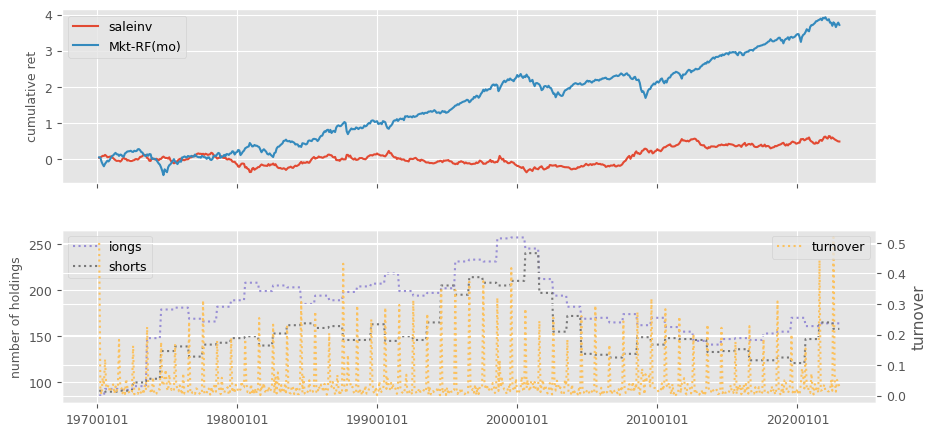 4
3
2
1
0
cumulative ret
saleinv
Mkt-RF(mo)
250
200
150
100
number of holdings
iongs
shorts
turnover
0.5
0.4
0.3
0.2
0.1
0.0
turnover
19700101
19800101
19900101
20000101
20100101
20200101